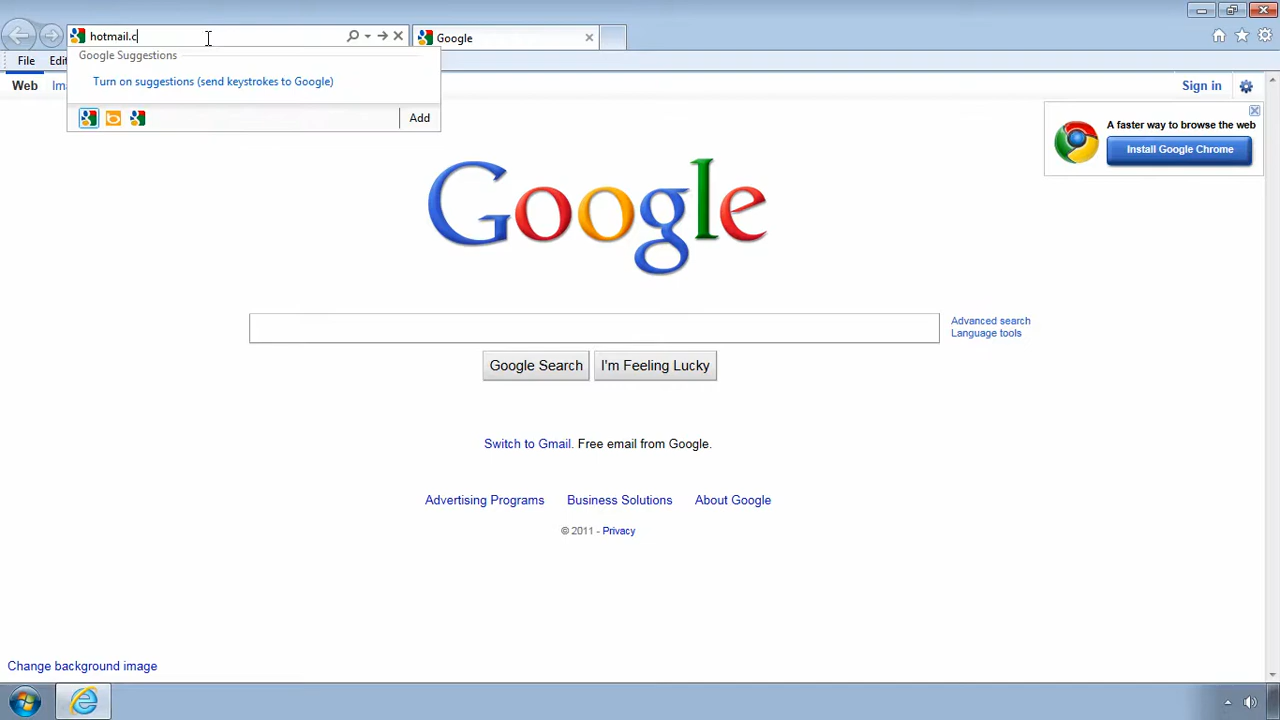 hotmail.c
Google
Google Suggestions
Turn on suggestions (send keystrokes to Google)
Add
File
Web
Sign in
A faster way to browse the web
Install Google Chrome
Google
Advanced search
Language tools
Google Search
I'm Feeling Lucky
Switch to Gmail. Free email from Google.
Advertising Programs
Business Solutions
About Google
© 2011 - Privacy
Change background image